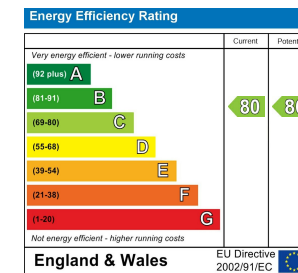 Energy Efficiency Rating
Current
Very energy efficient - lower running costs
(92 plus) A
(81-91) B
(69-80) C
80
(55-68) D
(39-54) E
(21-38) F
(1-20) G
Not energy efficient - higher running costs
England & Wales
EU Directive
2002/91/EC